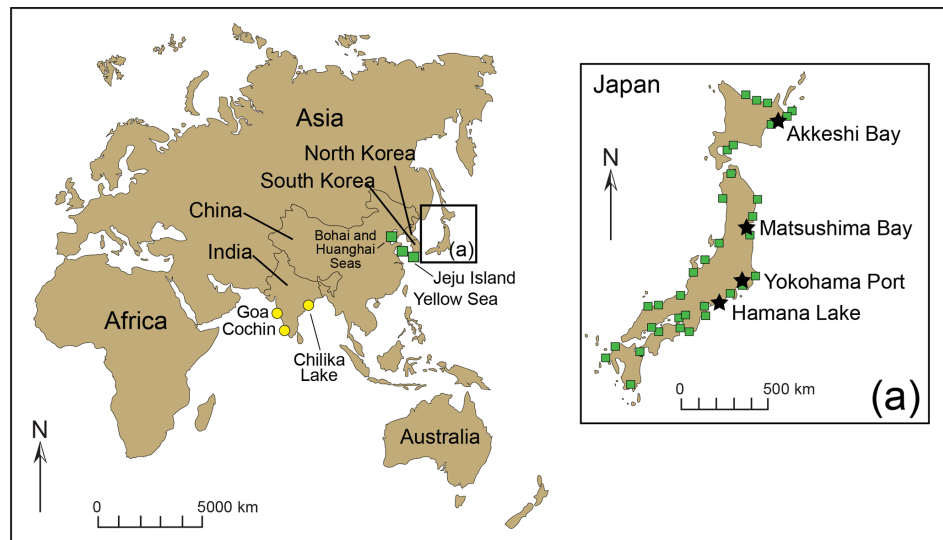 Asia
North Korea
South Korea
China
Bohai and
Huanghai
Seas
(a)
India
Jeju Island
Yellow Sea
Goa
Cochin
Africa
Chilika
Lake
Australia
N
0 5000 km
Japan
N
Akkeshi Bay
Matsushima Bay
Yokohama Port
Hamana Lake
0 500 km
(a)